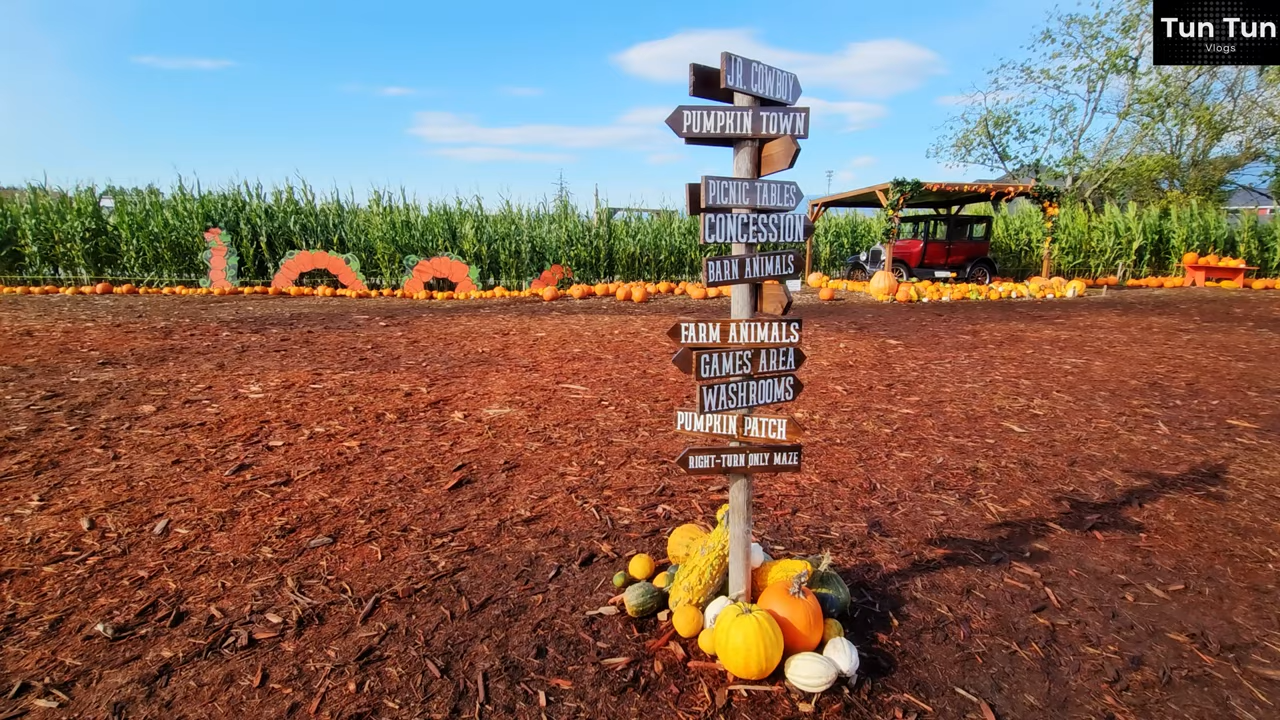 Tun Tun
Vlogs
JR. COWBOY
PUMPKIN TOWN
PICNIC TABLES
CONCESSION
BARN ANIMALS
FARM ANIMALS
GAMES AREA
WASHROOMS
PUMPKIN PATCH
RIGHT-TURN ONLY MAZE